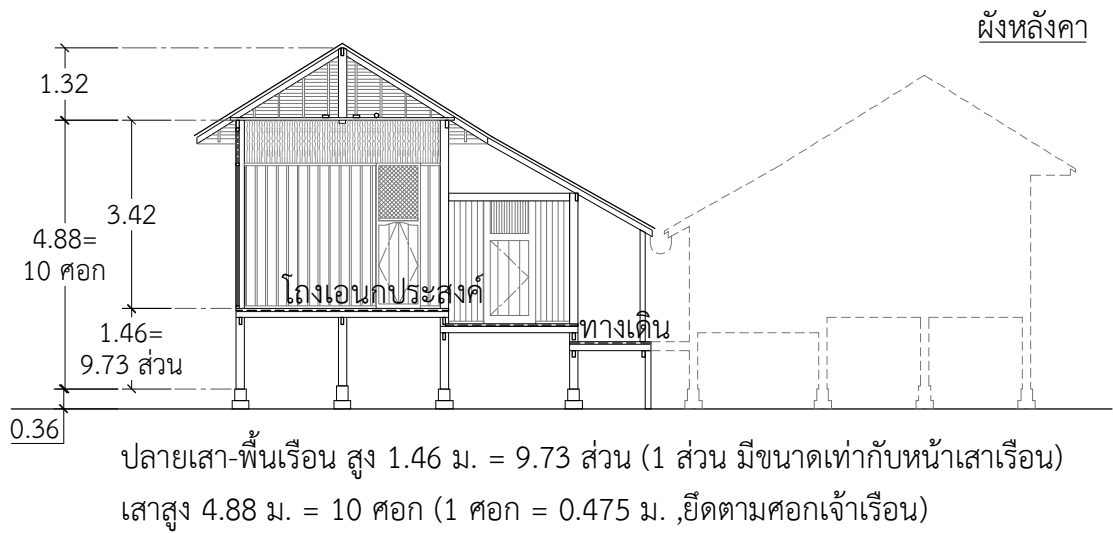 ผังหลังคา
1.32
3.42
4.88=
10 ศอก
โถงเอนกประสงค์
1.46=
9.73 ส่วน
ทางเดิน
0.36
ปลายเสา-พื้นเรือน สูง 1.46 ม. = 9.73 ส่วน (1 ส่วน มีขนาดเท่ากับหน้าเสาเรือน)
เสาสูง 4.88 ม. = 10 ศอก (1 ศอก = 0.475 ม. ,ยึดตามศอกเจ้าเรือน)